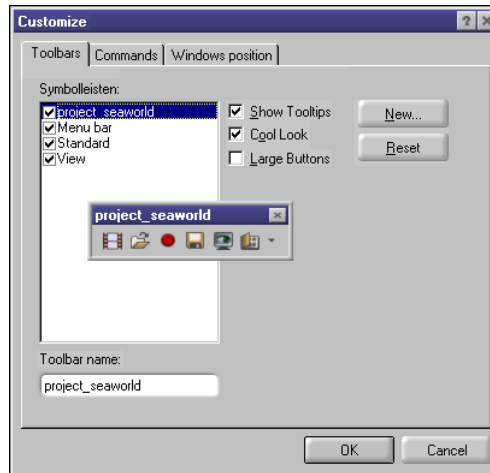 Customize
Toolbars Commands Windows position
Symbolleisten:
project_seaworld
Menu bar
Standard
View
Show Tooltips
Cool Look
Large Buttons
New...
Reset
project_seaworld
Toolbar name:
project_seaworld
OK Cancel